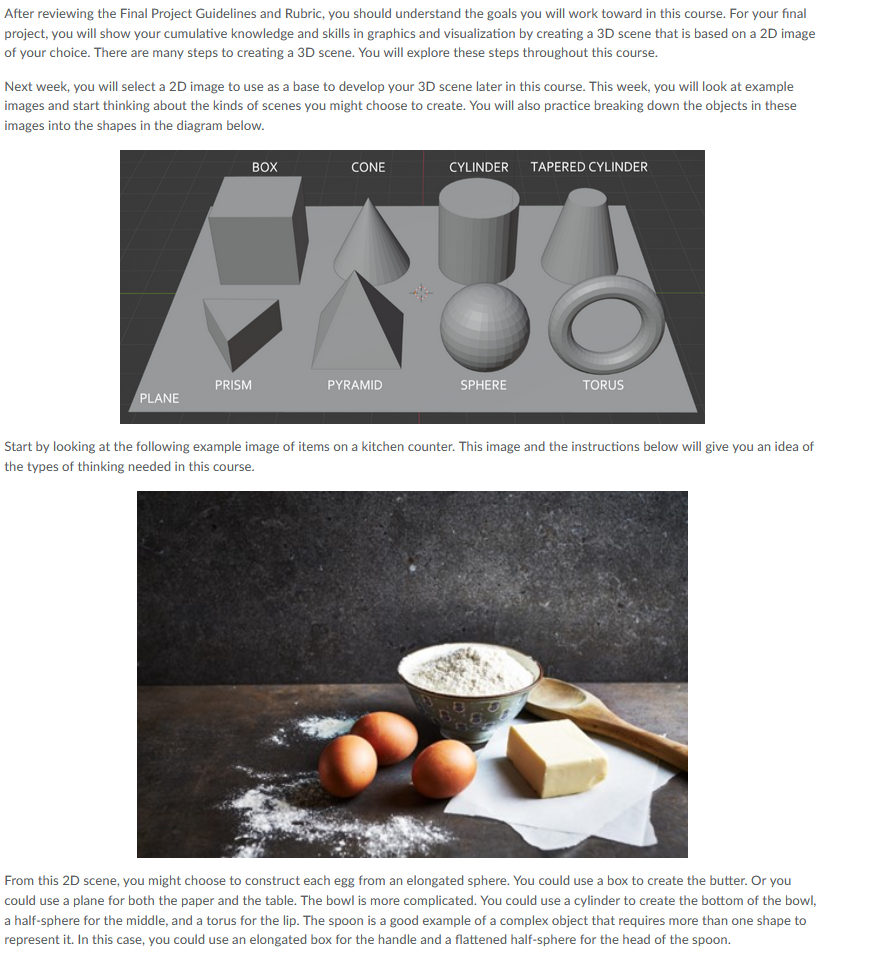 After reviewing the Final Project Guidelines and Rubric, you should understand the goals you will work toward in this course. For your final
project, you will show your cumulative knowledge and skills in graphics and visualization by creating a 3D scene that is based on a 2D image
of your choice. There are many steps to creating a 3D scene. You will explore these steps throughout this course.
Next week, you will select a 2D image to use as a base to develop your 3D scene later in this course. This week, you will look at example
images and start thinking about the kinds of scenes you might choose to create. You will also practice breaking down the objects in these
images into the shapes in the diagram below.
BOX CONE CYLINDER TAPERED CYLINDER
PRISM PYRAMID SPHERE TORUS
PLANE
Start by looking at the following example image of items on a kitchen counter. This image and the instructions below will give you an idea of
the types of thinking needed in this course.
From this 2D scene, you might choose to construct each egg from an elongated sphere. You could use a box to create the butter. Or you
could use a plane for both the paper and the table. The bowl is more complicated. You could use a cylinder to create the bottom of the bowl,
a half-sphere for the middle, and a torus for the lip. The spoon is a good example of a complex object that requires more than one shape to
represent it. In this case, you could use an elongated box for the handle and a flattened half-sphere for the head of the spoon.